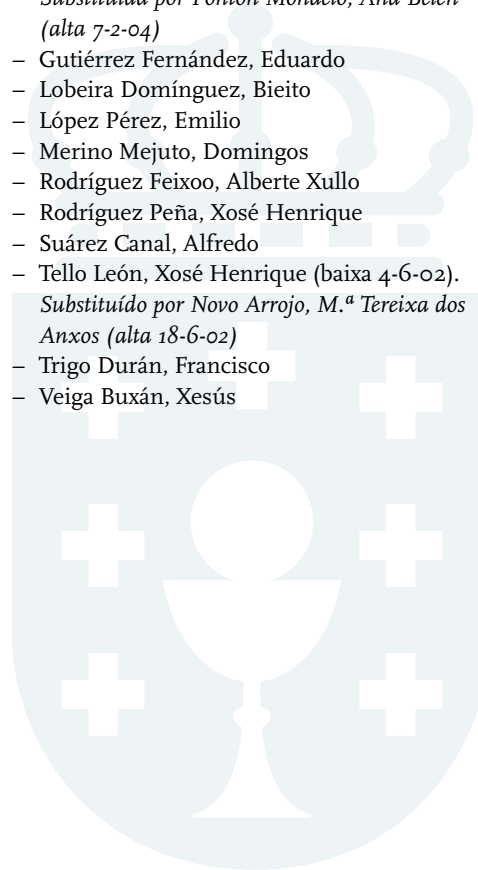 Substituída por Pontón Mondelo, Ana Belén
(alta 7-2-04)
– Gutiérrez Fernández, Eduardo
– Lobeira Domínguez, Bieito
– López Pérez, Emilio
– Merino Mejuto, Domingos
– Rodríguez Feixoo, Alberte Xullo
– Rodríguez Peña, Xosé Henrique
– Suárez Canal, Alfredo
– Tello León, Xosé Henrique (baixa 4-6-02).
Substituído por Novo Arrojo, M.ª Tereixa dos
Anxos (alta 18-6-02)
– Trigo Durán, Francisco
– Veiga Buxán, Xesús